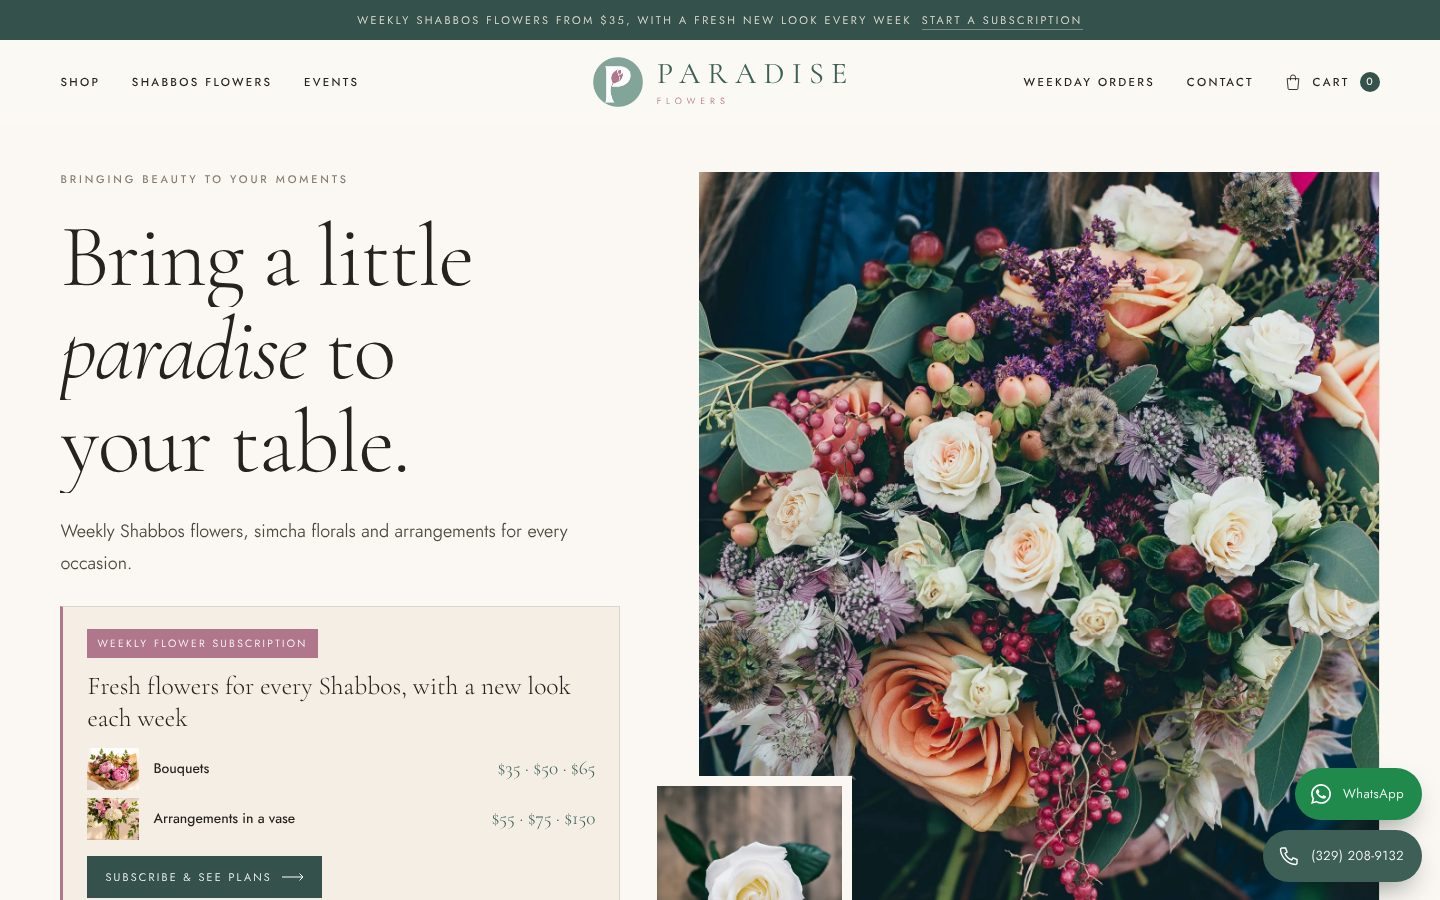 WEEKLY SHABBOS FLOWERS FROM $35, WITH A FRESH NEW LOOK EVERY WEEK START A SUBSCRIPTION
SHOP SHABBOS FLOWERS EVENTS
P PARADISE
FLOWERS
WEEKDAY ORDERS CONTACT CART 0
BRINGING BEAUTY TO YOUR MOMENTS
Bring a little
paradise to
your table.
Weekly Shabbos flowers, simcha florals and arrangements for every
occasion.
WEEKLY FLOWER SUBSCRIPTION
Fresh flowers for every Shabbos, with a new look
each week
Bouquets $35 · $50 · $65
Arrangements in a vase $55 · $75 · $150
SUBSCRIBE & SEE PLANS
WhatsApp
(329) 208-9132